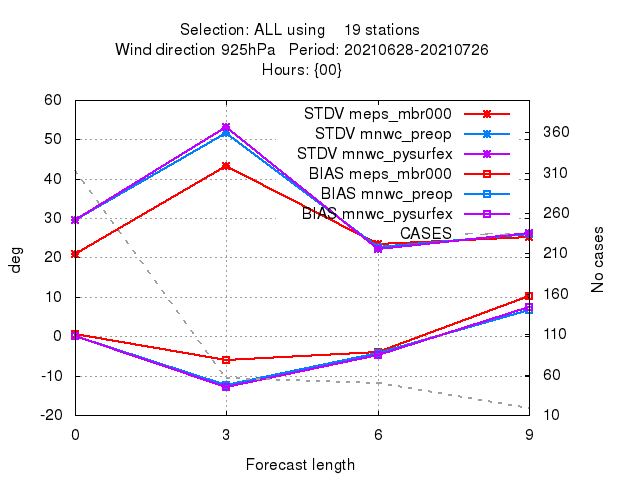 Selection: ALL using 19 stations
Wind direction 925hPa Period: 20210628-20210726
Hours: {00}
STDV meps_mbr000
STDV mnwc_preop
STDV mnwc_pysurfex
BIAS meps_mbr000
BIAS mnwc_preop
BIAS mnwc_pysurfex
CASES
deg
60
50
40
30
20
10
0
-10
-20
No cases
360
310
260
210
160
110
60
10
0 3 6 9
Forecast length